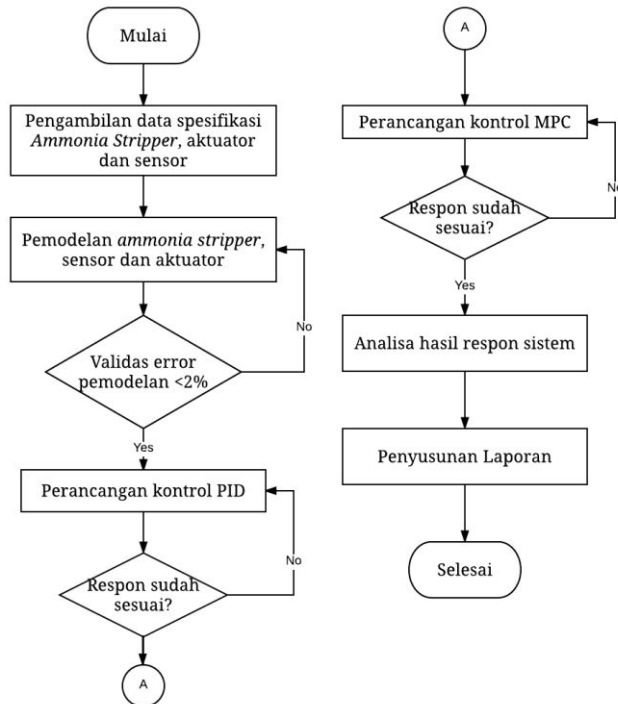 Mulai
Pengambilan data spesifikasi
Ammonia Stripper, aktuator
dan sensor
Pemodelan ammonia stripper,
sensor dan aktuator
No
Validas error
pemodelan <2%
Yes
Perancangan kontrol PID
No
Respon sudah
sesuai?
A
A
Perancangan kontrol MPC
No
Respon sudah
sesuai?
Yes
Analisa hasil respon sistem
Penyusunan Laporan
Selesai